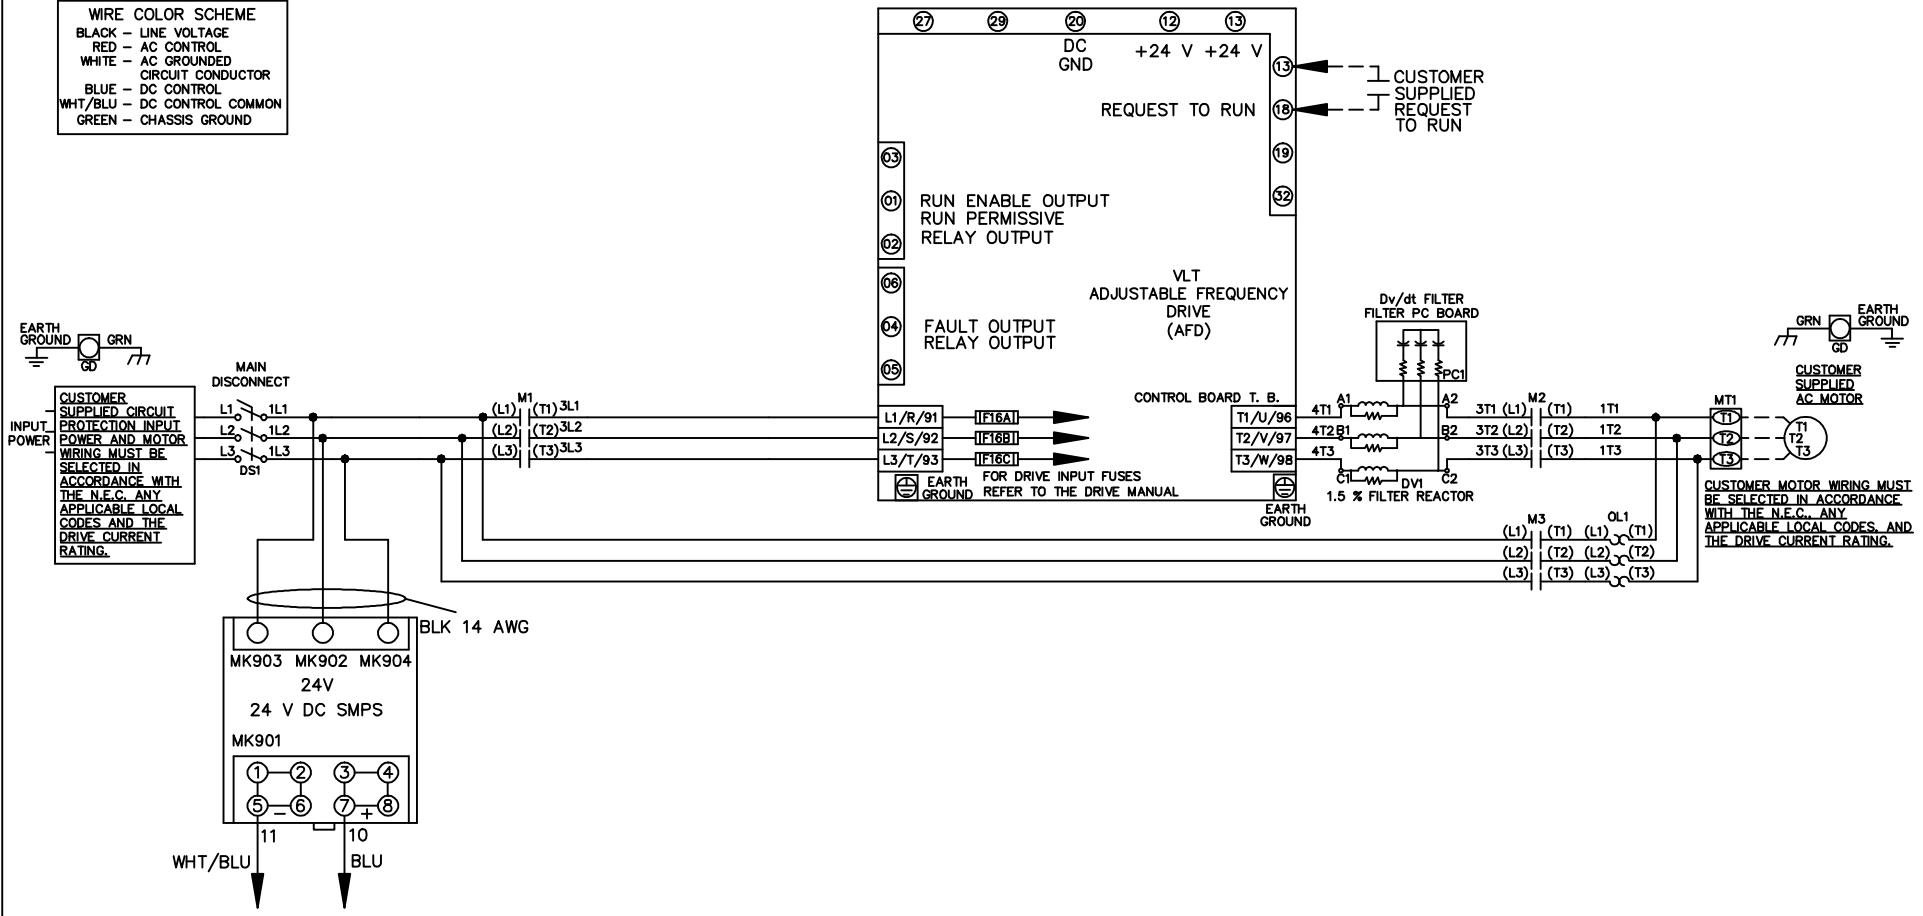 WIRE COLOR SCHEME
BLACK – LINE VOLTAGE
RED – AC CONTROL
WHITE – AC GROUNDED
CIRCUIT CONDUCTOR
BLUE – DC CONTROL
WHT/BLU – DC CONTROL COMMON
GREEN – CHASSIS GROUND
27 29 20 12 13
DC
GND
+24 V +24 V
13
18
19
32
REQUEST TO RUN
CUSTOMER
SUPPLIED
REQUEST
TO RUN
03
01
02
RUN ENABLE OUTPUT
RUN PERMISSIVE
RELAY OUTPUT
06
04
05
FAULT OUTPUT
RELAY OUTPUT
VLT
ADJUSTABLE FREQUENCY
DRIVE
(AFD)
Dv/dt FILTER
FILTER PC BOARD
PC1
EARTH
GROUND
GRN
GD
GRN
EARTH
GROUND
GD
INPUT
POWER
CUSTOMER
SUPPLIED CIRCUIT
PROTECTION INPUT
POWER AND MOTOR
WIRING MUST BE
SELECTED IN
ACCORDANCE WITH
THE N.E.C. ANY
APPLICABLE LOCAL
CODES AND THE
DRIVE CURRENT
RATING.
MAIN
DISCONNECT
L1 1L1
L2 1L2
L3 1L3
DS1
M1
(L1) (T1) 3L1
(L2) (T2) 3L2
(L3) (T3) 3L3
L1/R/91 F16A
L2/S/92 F16B
L3/T/93 F16C
EARTH
GROUND
FOR DRIVE INPUT FUSES
REFER TO THE DRIVE MANUAL
CONTROL BOARD T. B.
T1/U/96
T2/V/97
T3/W/98
EARTH
GROUND
4T1 A1 A2
4T2 B1 B2
4T3 C1 C2
DV1
1.5 % FILTER REACTOR
M2
3T1 (L1) (T1) 1T1
3T2 (L2) (T2) 1T2
3T3 (L3) (T3) 1T3
MT1
T1
T2
T3
CUSTOMER
SUPPLIED
AC MOTOR
T1
T2
T3
CUSTOMER MOTOR WIRING MUST
BE SELECTED IN ACCORDANCE
WITH THE N.E.C., ANY
APPLICABLE LOCAL CODES, AND
THE DRIVE CURRENT RATING.
M3 OL1
(L1) (T1) (L1) (T1)
(L2) (T2) (L2) (T2)
(L3) (T3) (L3) (T3)
BLK 14 AWG
MK903 MK902 MK904
24V
24 V DC SMPS
MK901
1 2 3 4
5 6 7 8
– +
11 10
WHT/BLU BLU